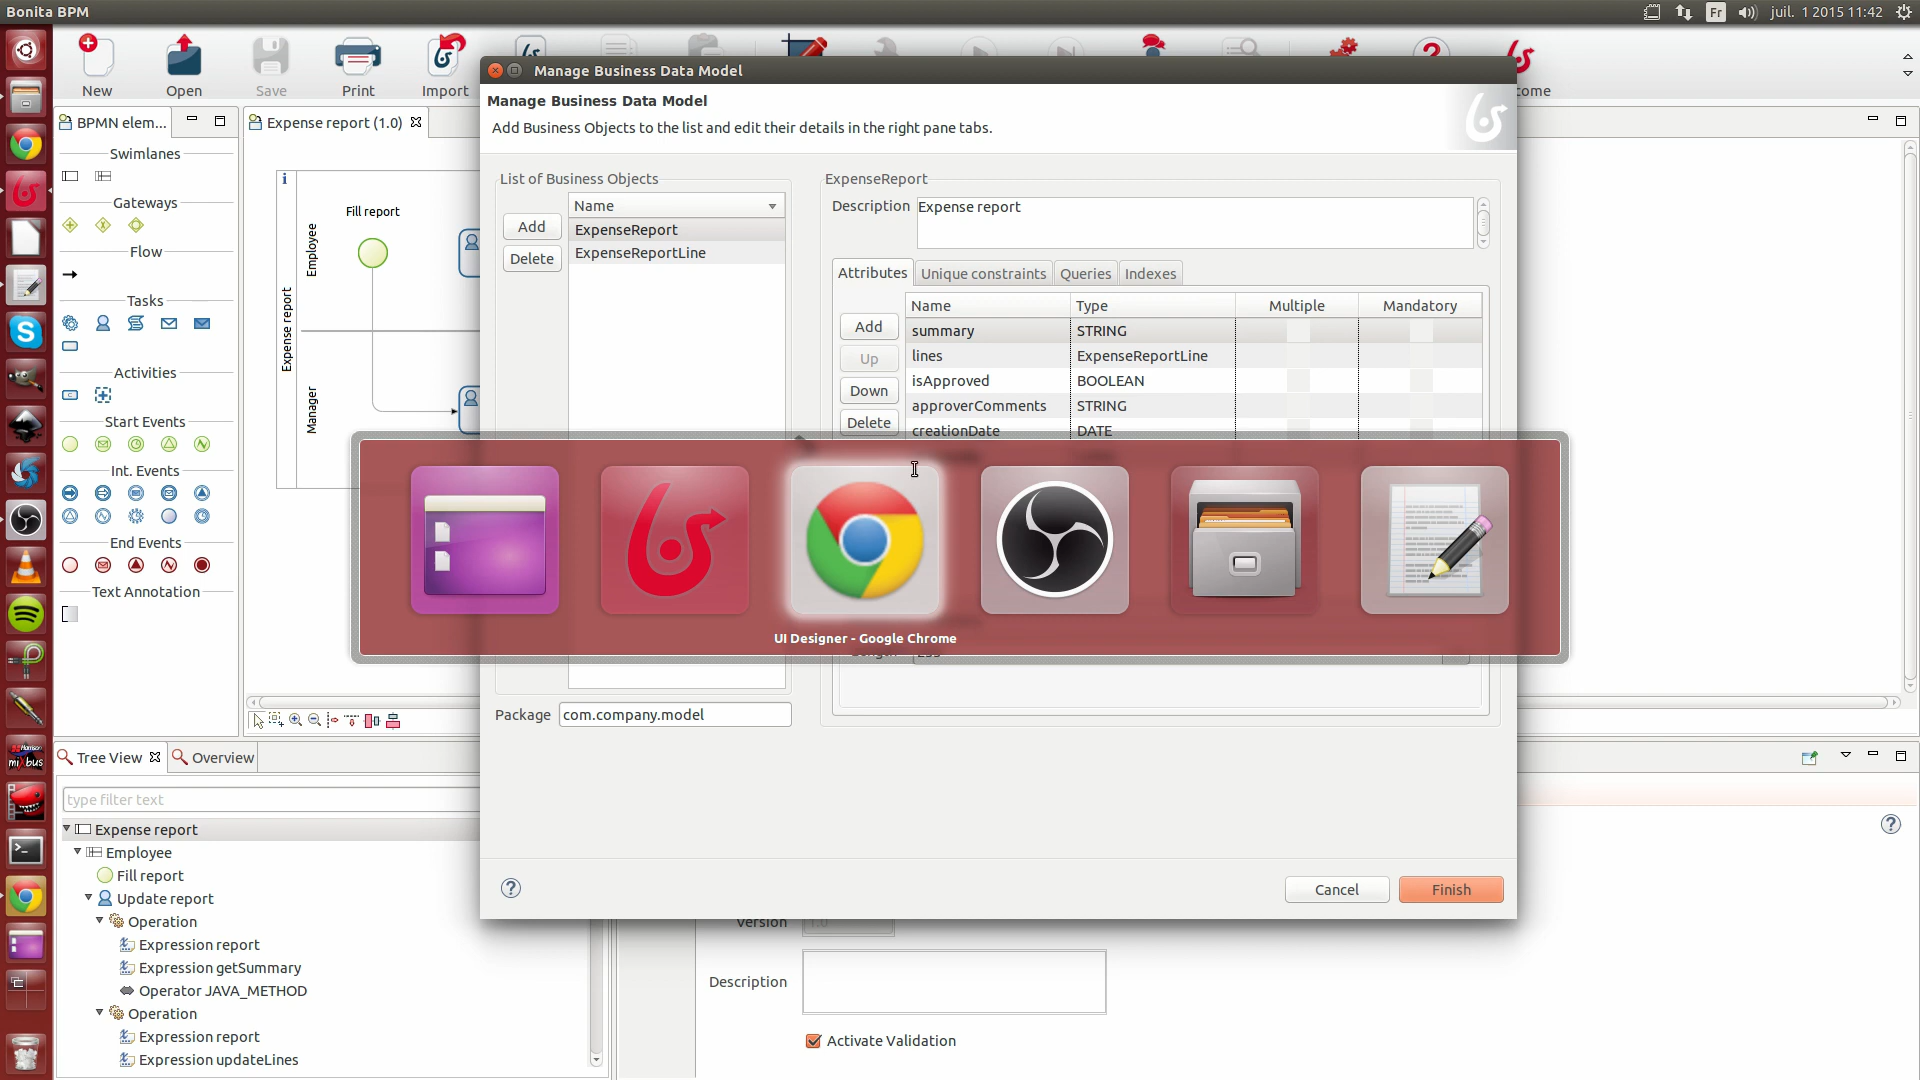 Bonita BPM
Fr
juil. 1 2015 11:42
New
Open
Save
Print
Import
come
BPMN elem...
Swimlanes
Gateways
Flow
Tasks
Activities
Start Events
Int. Events
End Events
Text Annotation
Expense report (1.0)
Expense report
Employee
Manager
Fill report
Manage Business Data Model
Manage Business Data Model
Add Business Objects to the list and edit their details in the right pane tabs.
List of Business Objects
Add
Delete
Name
ExpenseReport
ExpenseReportLine
Package
com.company.model
ExpenseReport
Description
Expense report
Attributes
Unique constraints
Queries
Indexes
Add
Up
Down
Delete
Name Type Multiple Mandatory
summary STRING
lines ExpenseReportLine
isApproved BOOLEAN
approverComments STRING
creationDate DATE
UI Designer - Google Chrome
Cancel
Finish
Tree View
Overview
type filter text
Expense report
Employee
Fill report
Update report
Operation
Expression report
Expression getSummary
Operator JAVA_METHOD
Operation
Expression report
Expression updateLines
Version
1.0
Description
Activate Validation
Harrison
mixbus